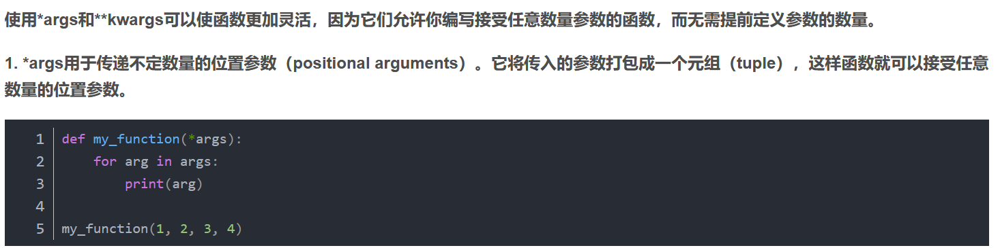 使用*args和**kwargs可以使函数更加灵活，因为它们允许你编写接受任意数量参数的函数，而无需提前定义参数的数量。
1. *args用于传递不定数量的位置参数（positional arguments）。它将传入的参数打包成一个元组（tuple），这样函数就可以接受任意
数量的位置参数。
1 def my_function(*args):
2     for arg in args:
3         print(arg)
4
5 my_function(1, 2, 3, 4)